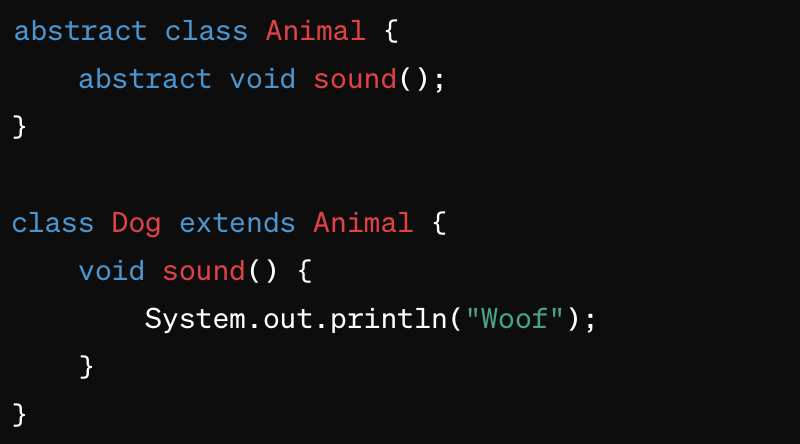 abstract class Animal {
    abstract void sound();
}

class Dog extends Animal {
    void sound() {
        System.out.println("Woof");
    }
}